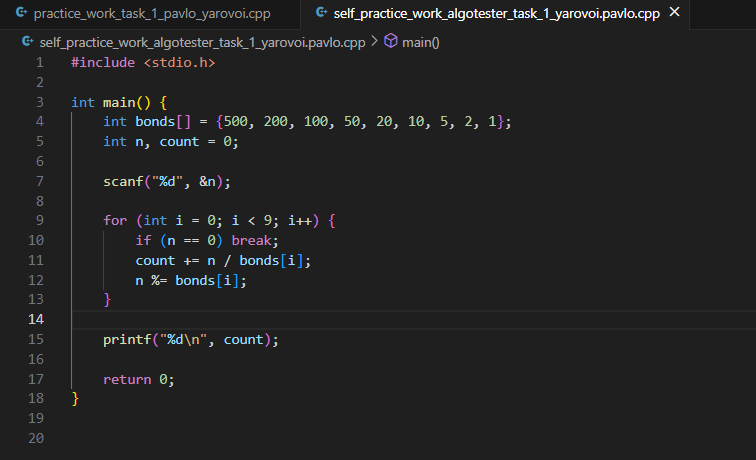 practice_work_task_1_pavlo_yarovoi.cpp self_practice_work_algotester_task_1_yarovoi.pavlo.cpp
self_practice_work_algotester_task_1_yarovoi.pavlo.cpp > main()
1 #include <stdio.h>
2
3 int main() {
4     int bonds[] = {500, 200, 100, 50, 20, 10, 5, 2, 1};
5     int n, count = 0;
6
7     scanf("%d", &n);
8
9     for (int i = 0; i < 9; i++) {
10         if (n == 0) break;
11         count += n / bonds[i];
12         n %= bonds[i];
13     }
14
15     printf("%d\n", count);
16
17     return 0;
18 }
19
20